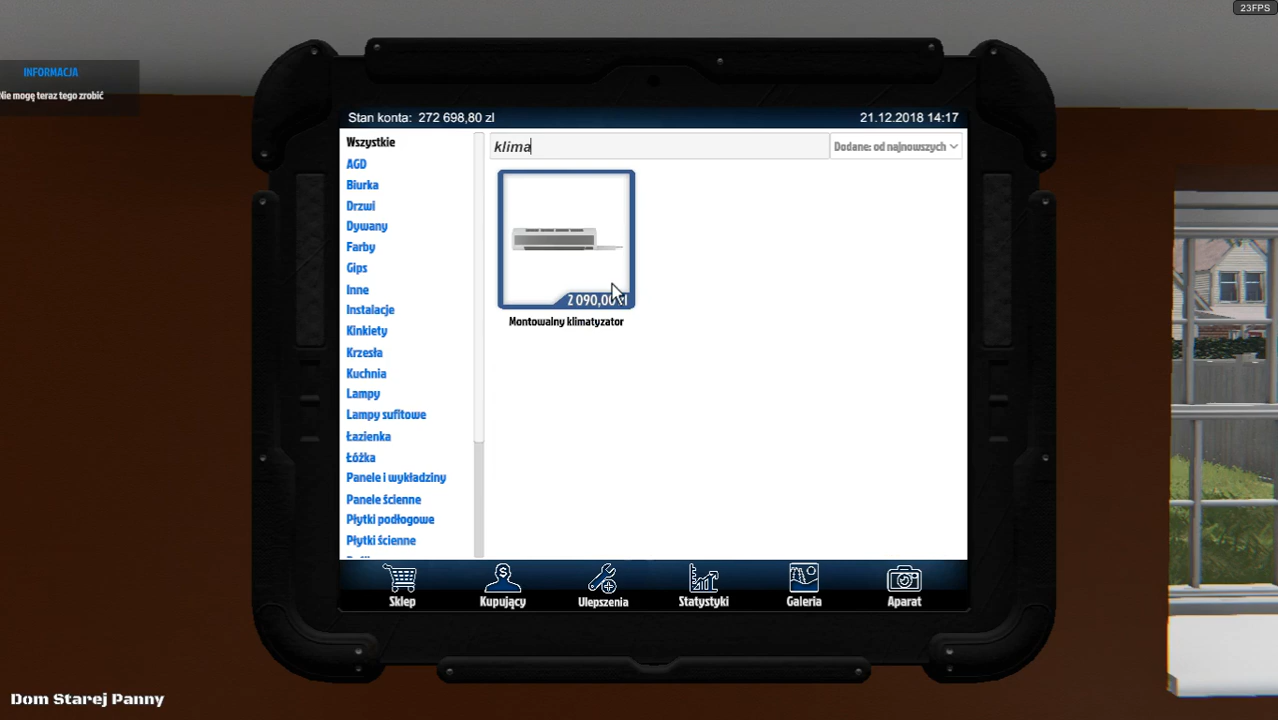 23FPS
INFORMACJA
Nie mogę teraz tego zrobić
Stan konta: 272 698,80 zl
21.12.2018 14:17
klima
Dodane: od najnowszych
Wszystkie
AGD
Biurka
Drzwi
Dywany
Farby
Gips
Inne
Instalacje
Kinkiety
Krzesła
Kuchnia
Lampy
Lampy sufitowe
Łazienka
Łóżka
Panele i wykładziny
Panele ścienne
Płytki podłogowe
Płytki ścienne
2 090,00
Montowalny klimatyzator
Sklep
Kupujący
Ulepszenia
Statystyki
Galeria
Aparat
Dom Starej Panny